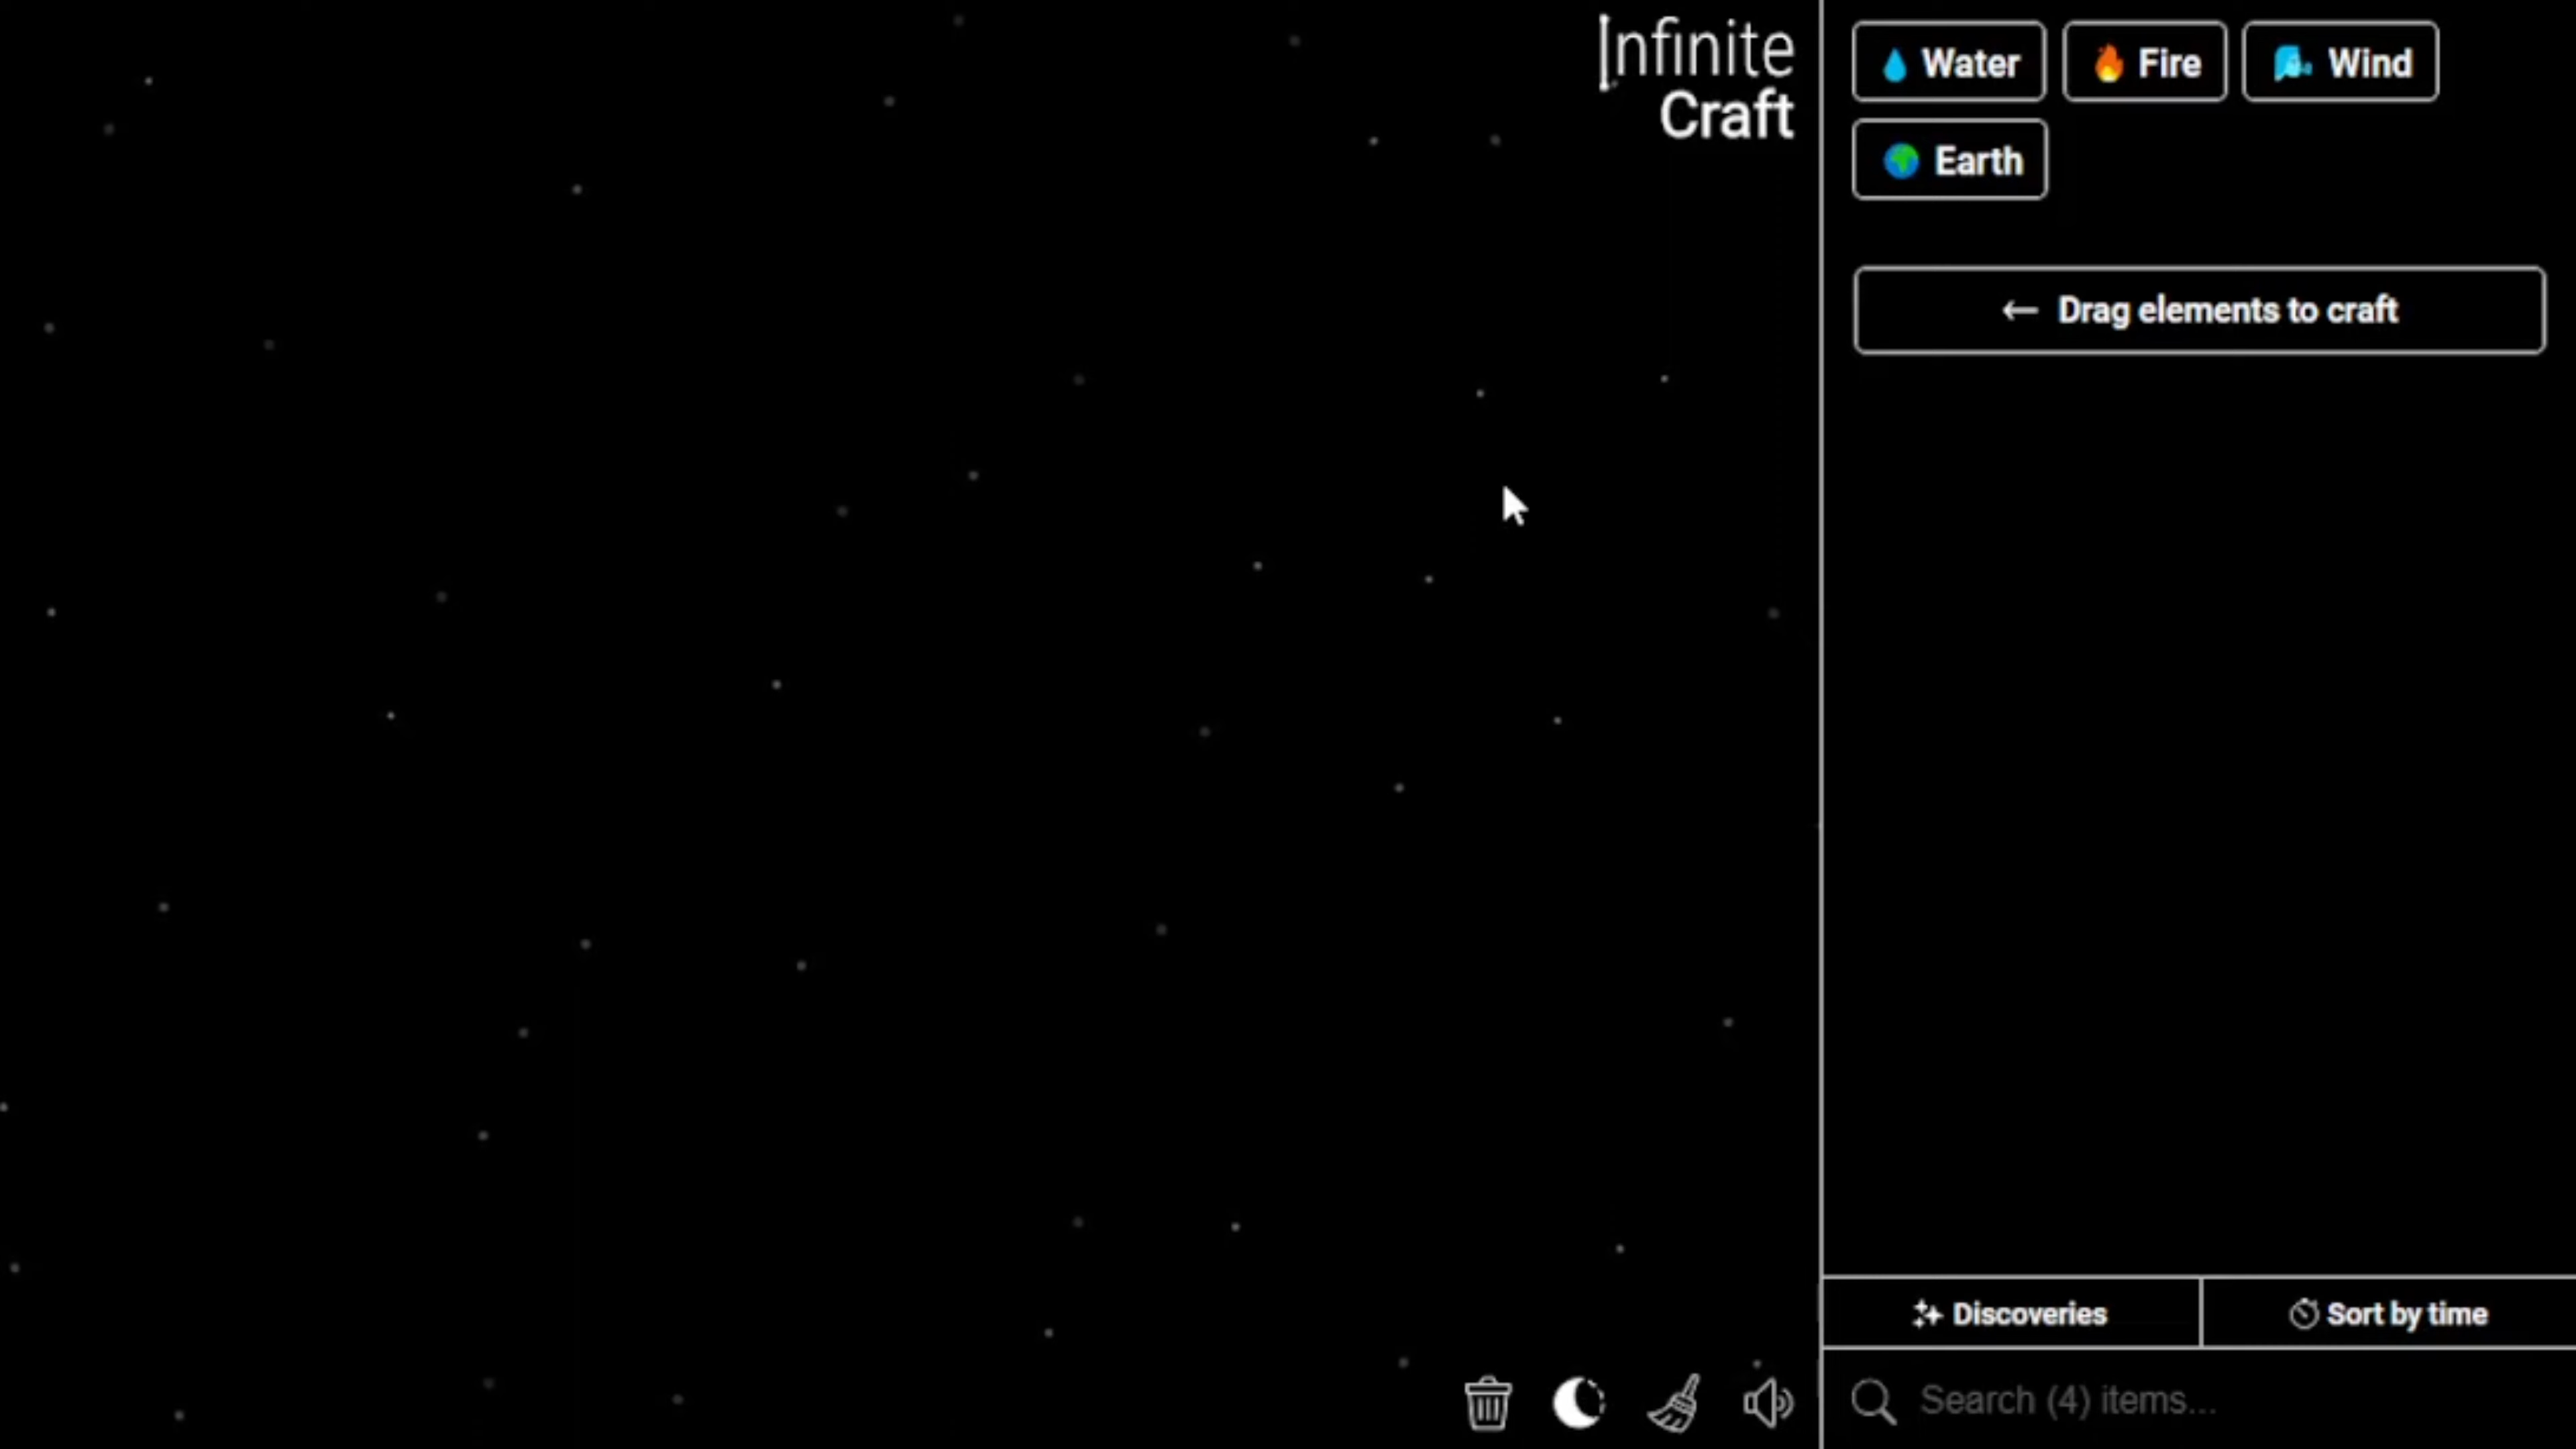 Infinite
Craft
Water
Fire
Wind
Earth
← Drag elements to craft
Discoveries
Sort by time
Search (4) items...